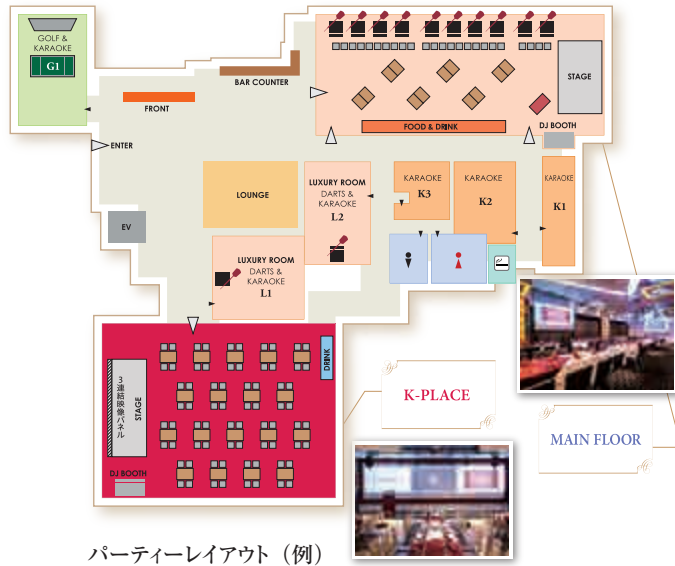 GOLF &
KARAOKE
G1
BAR COUNTER
FRONT
ENTER
STAGE
FOOD & DRINK
DJ BOOTH
LOUNGE
LUXURY ROOM
DARTS &
KARAOKE
L2
KARAOKE
K3
KARAOKE
K2
KARAOKE
K1
EV
LUXURY ROOM
DARTS &
KARAOKE
L1
3連結映像パネル
STAGE
DRINK
DJ BOOTH
K-PLACE
MAIN FLOOR
パーティーレイアウト（例）